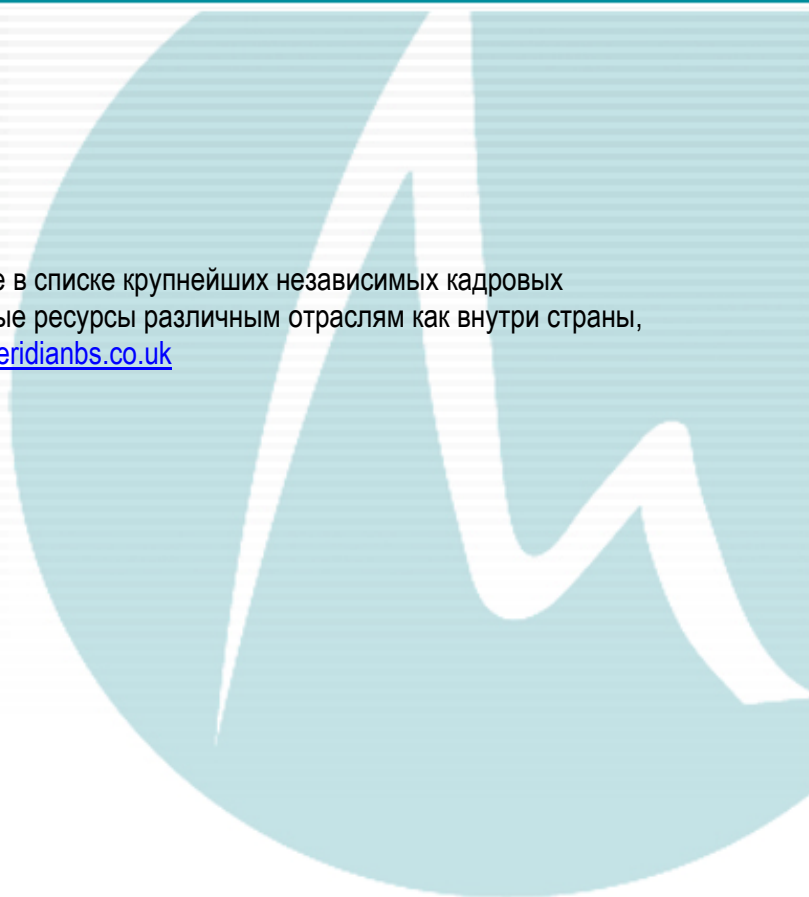 е в списке крупнейших независимых кадровых
ые ресурсы различным отраслям как внутри страны,
eridianbs.co.uk